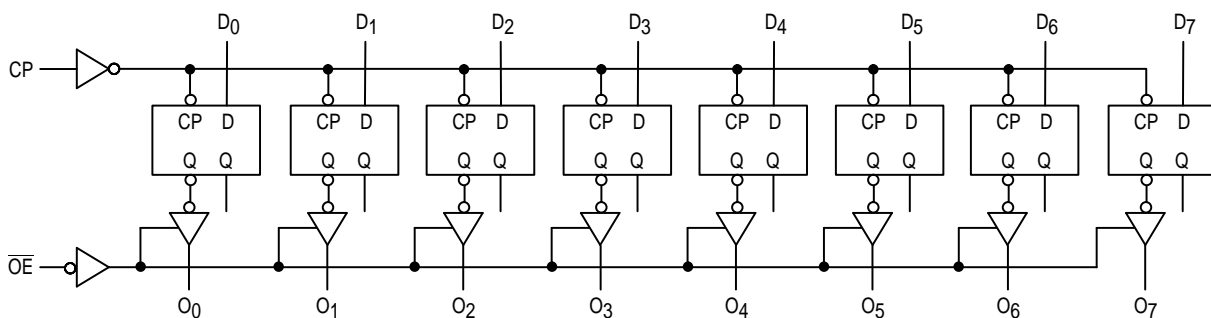 D0 D1 D2 D3 D4 D5 D6 D7
CP
CP D CP D CP D CP D CP D CP D CP D CP D
Q Q Q Q Q Q Q Q Q Q Q Q Q Q Q Q
O̅E̅
O0 O1 O2 O3 O4 O5 O6 O7